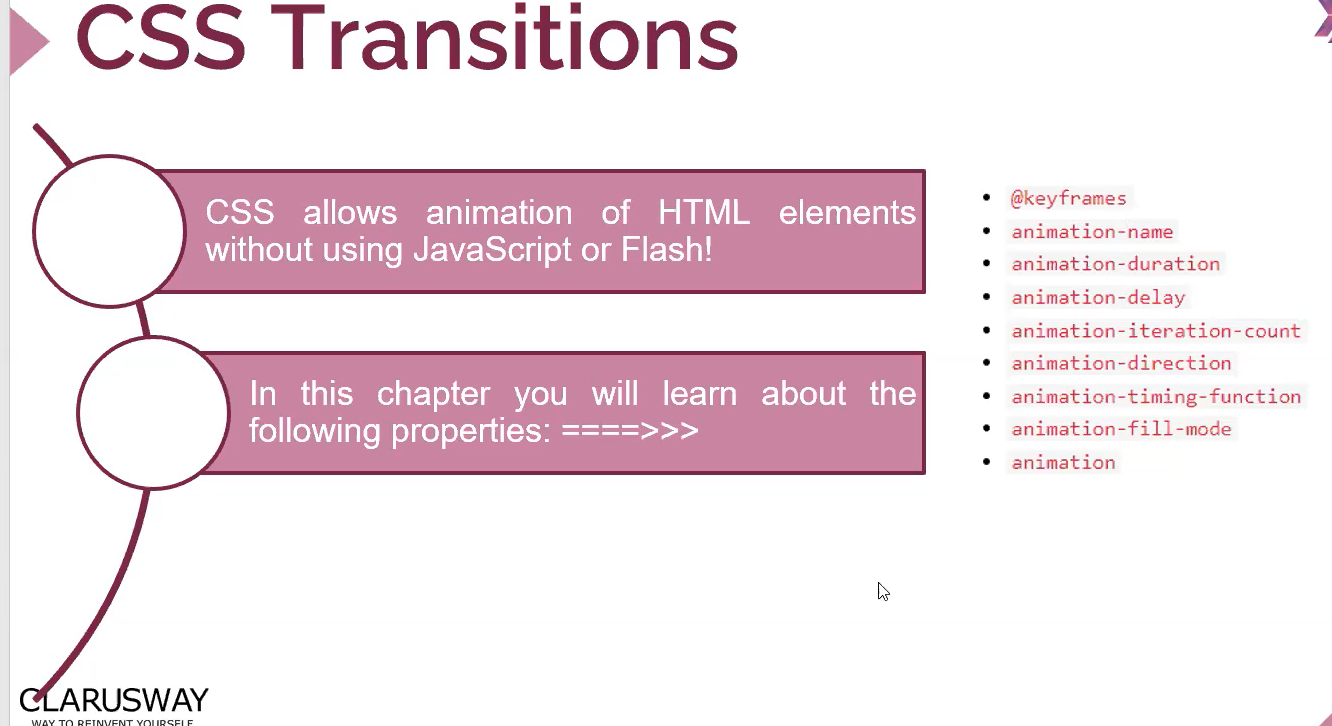 CSS Transitions
CSS allows animation of HTML elements
without using JavaScript or Flash!
In this chapter you will learn about the
following properties: ====>>>
@keyframes
animation-name
animation-duration
animation-delay
animation-iteration-count
animation-direction
animation-timing-function
animation-fill-mode
animation
CLARUSWAY
WAY TO REINVENT YOURSELF